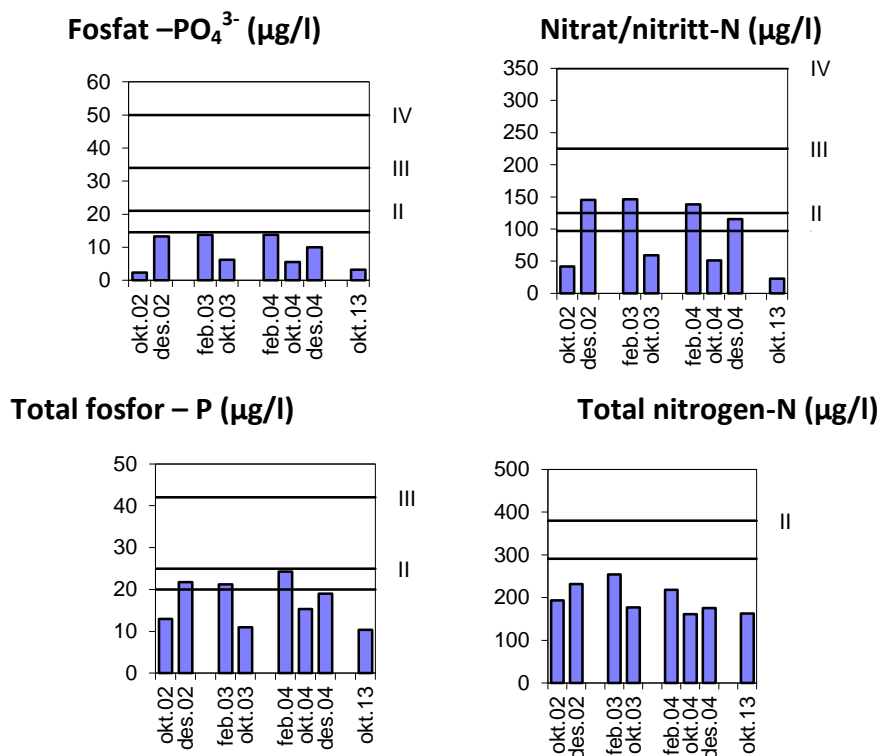 Fosfat –PO₄³⁻ (µg/l)
60
50
40
30
20
10
0
IV
III
II
okt.02
des.02
feb.03
okt.03
feb.04
okt.04
des.04
okt.13
Nitrat/nitritt-N (µg/l)
350
300
250
200
150
100
50
0
IV
III
II
okt.02
des.02
feb.03
okt.03
feb.04
okt.04
des.04
okt.13
Total fosfor – P (µg/l)
50
40
30
20
10
0
III
II
okt.02
des.02
feb.03
okt.03
feb.04
okt.04
des.04
okt.13
Total nitrogen-N (µg/l)
500
400
300
200
100
0
II
okt.02
des.02
feb.03
okt.03
feb.04
okt.04
des.04
okt.13